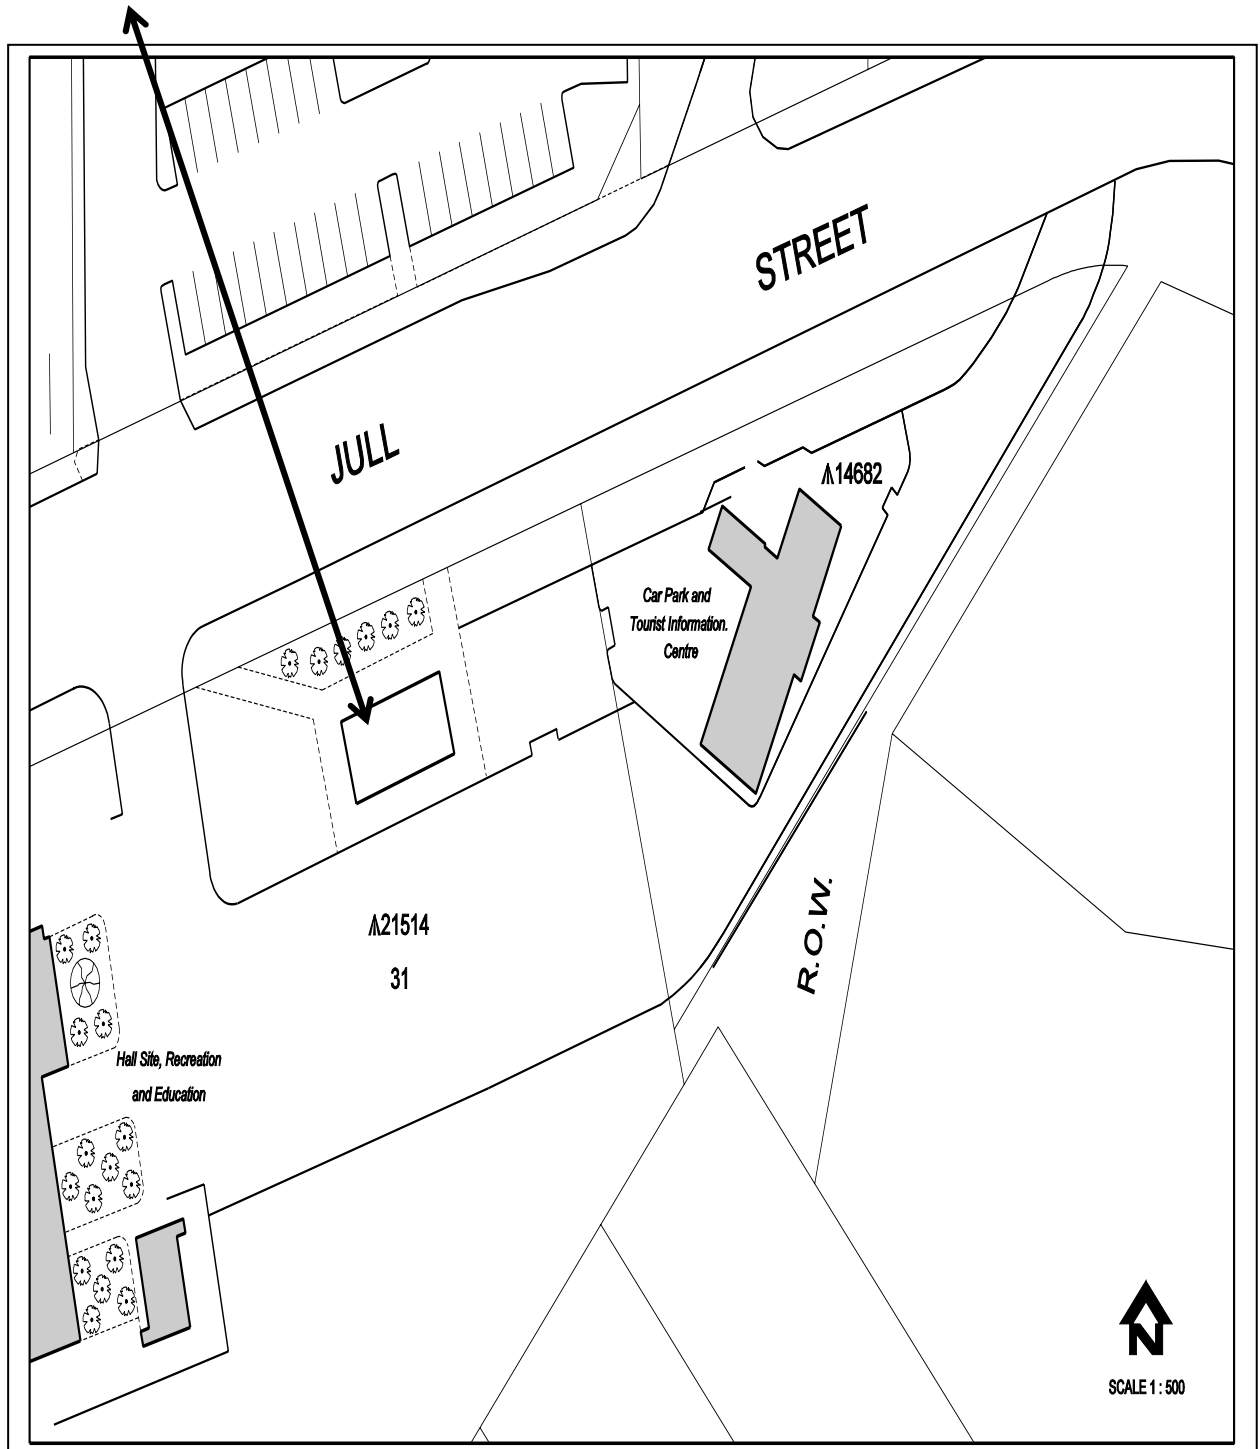 STREET
JULL
14682
Car Park and
Tourist Information.
Centre
R.O.W.
21514
31
Hall Site, Recreation
and Education
N
SCALE 1 : 500